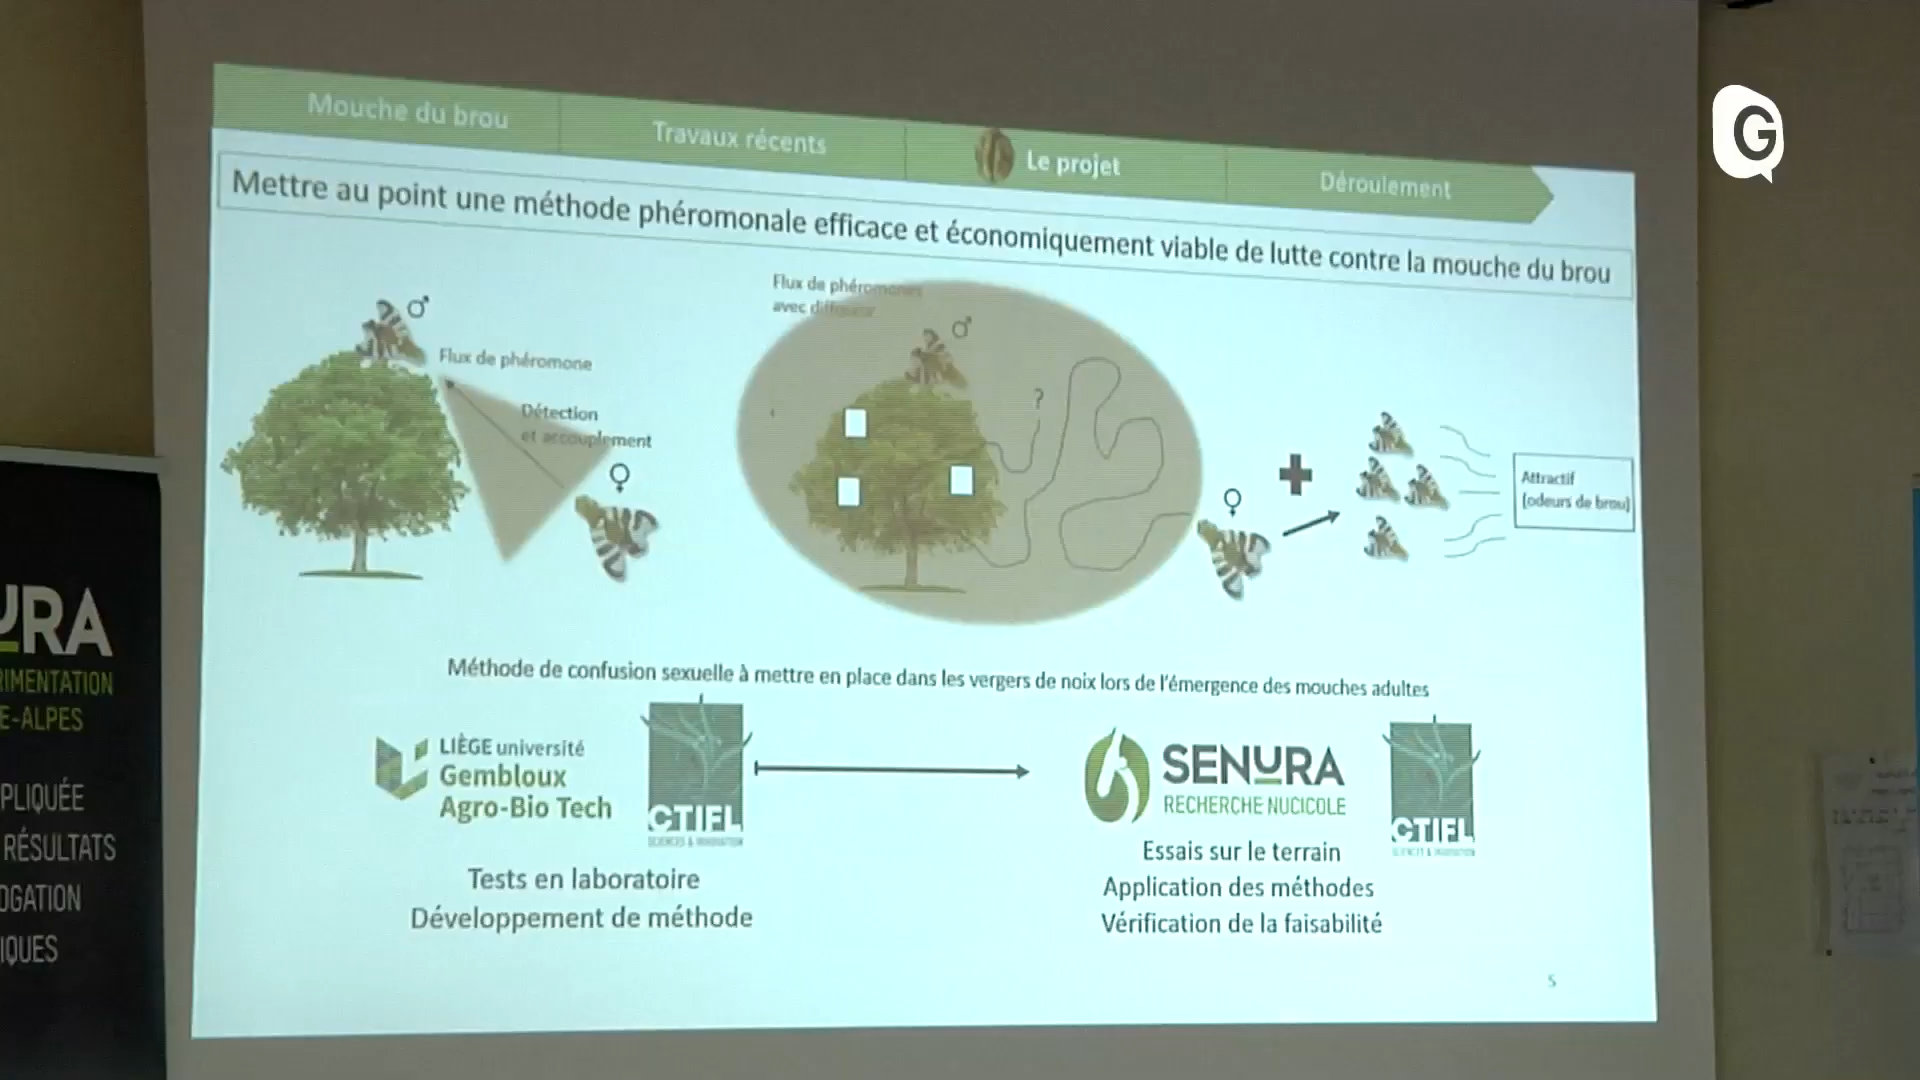 G
Mouche du brou
Travaux récents
Le projet
Déroulement
Mettre au point une méthode phéromonale efficace et économiquement viable de lutte contre la mouche du brou
♂
Flux de phéromone
Détection
et accouplement
♀
Flux de phéromones
avec diffuseur
♂
?
♀
+
Attractif
(odeurs de brou)
Méthode de confusion sexuelle à mettre en place dans les vergers de noix lors de l'émergence des mouches adultes
LIÈGE université
Gembloux
Agro-Bio Tech
CTIFL
SCIENCES & INNOVATION
Tests en laboratoire
Développement de méthode
SENURA
RECHERCHE NUCICOLE
CTIFL
SCIENCES & INNOVATION
Essais sur le terrain
Application des méthodes
Vérification de la faisabilité
5
URA
RIMENTATION
E-ALPES
PLIQUÉE
RÉSULTATS
OGATION
IQUES